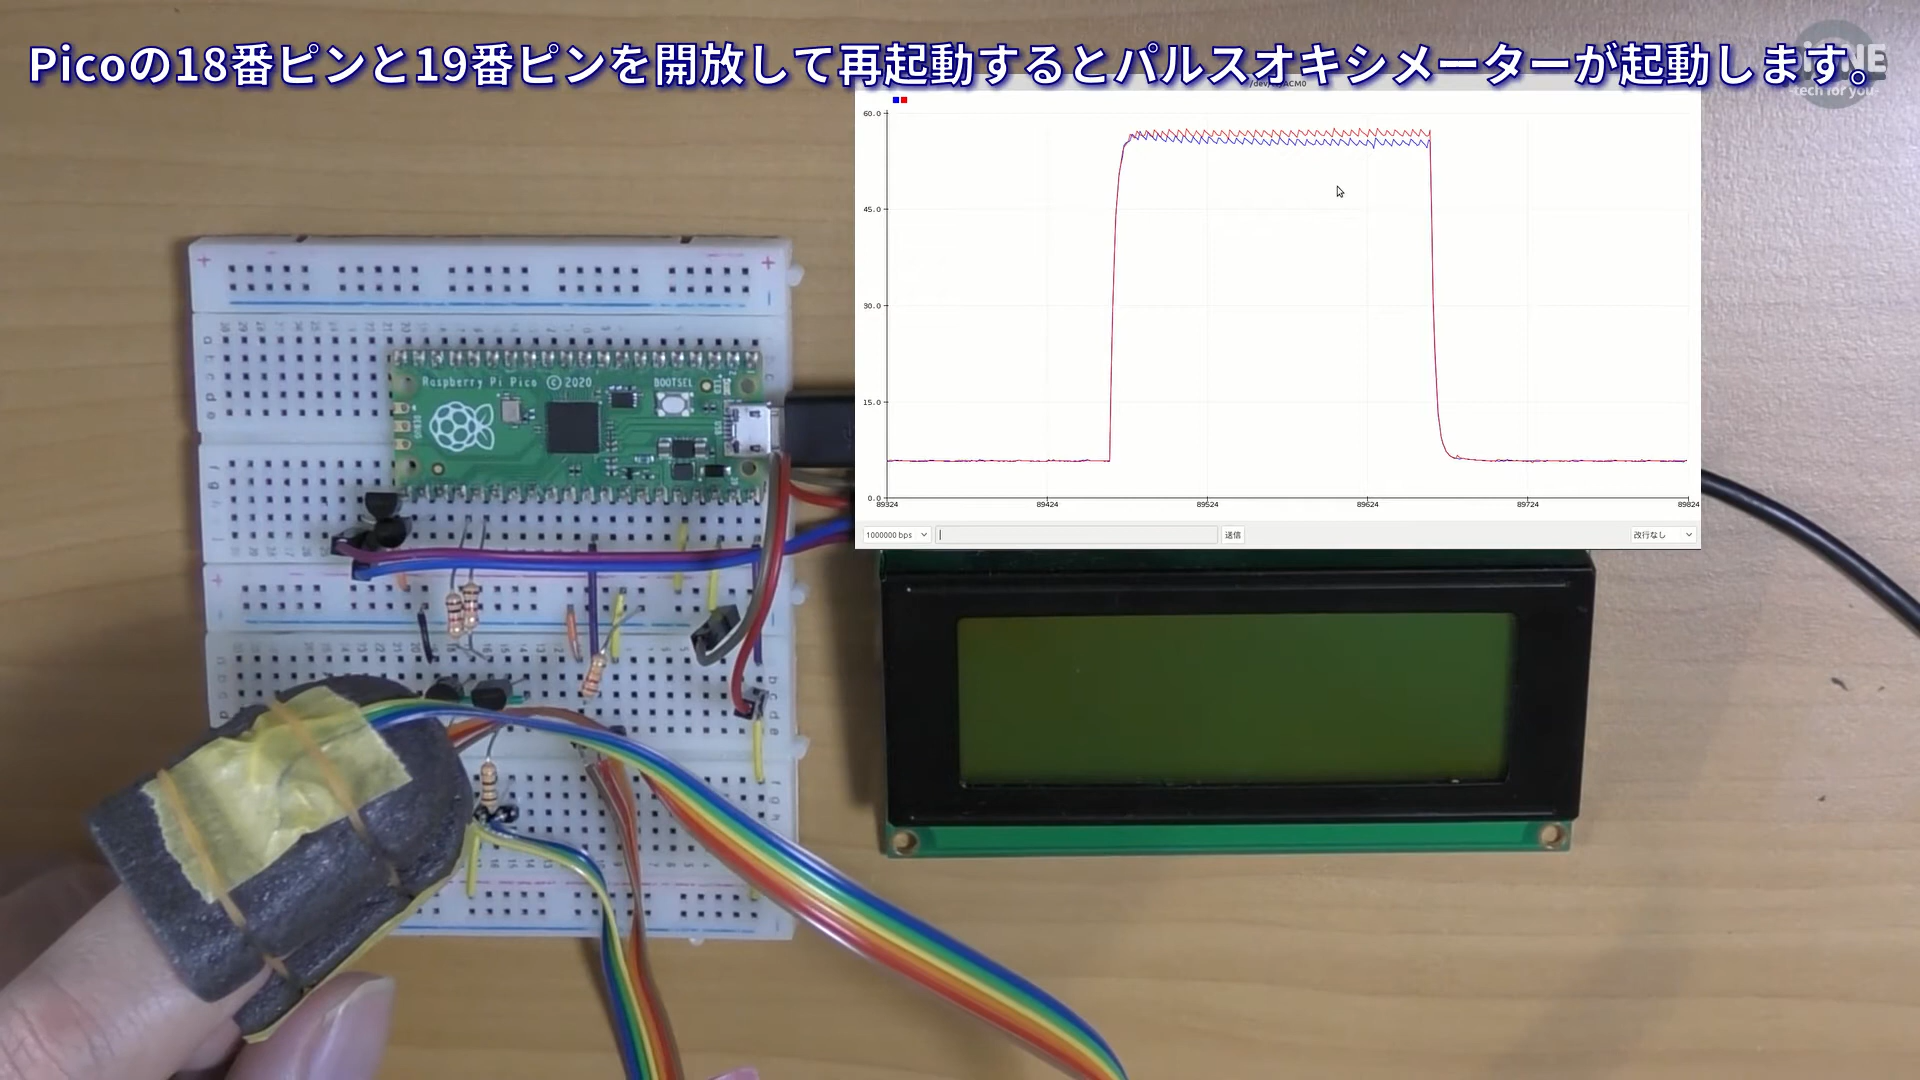 Picoの18番ピンと19番ピンを開放して再起動するとパルスオキシメーターが起動します。
-tech for you-
60.0
45.0
30.0
15.0
0.0
89324
89424
89524
89624
89724
89824
1000000 bps
送信
改行なし
Raspberry Pi Pico © 2020
BOOTSEL
LED
USB
DEBUG